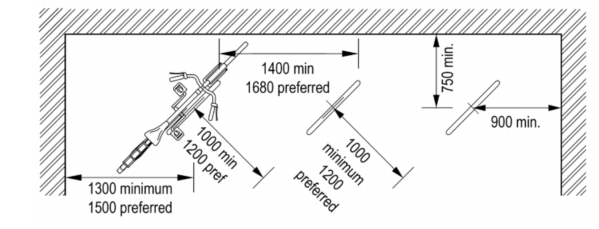 1400 min
1680 preferred
750 min.
900 min.
1000 min
1200 pref
1000
minimum
1200
preferred
1300 minimum
1500 preferred